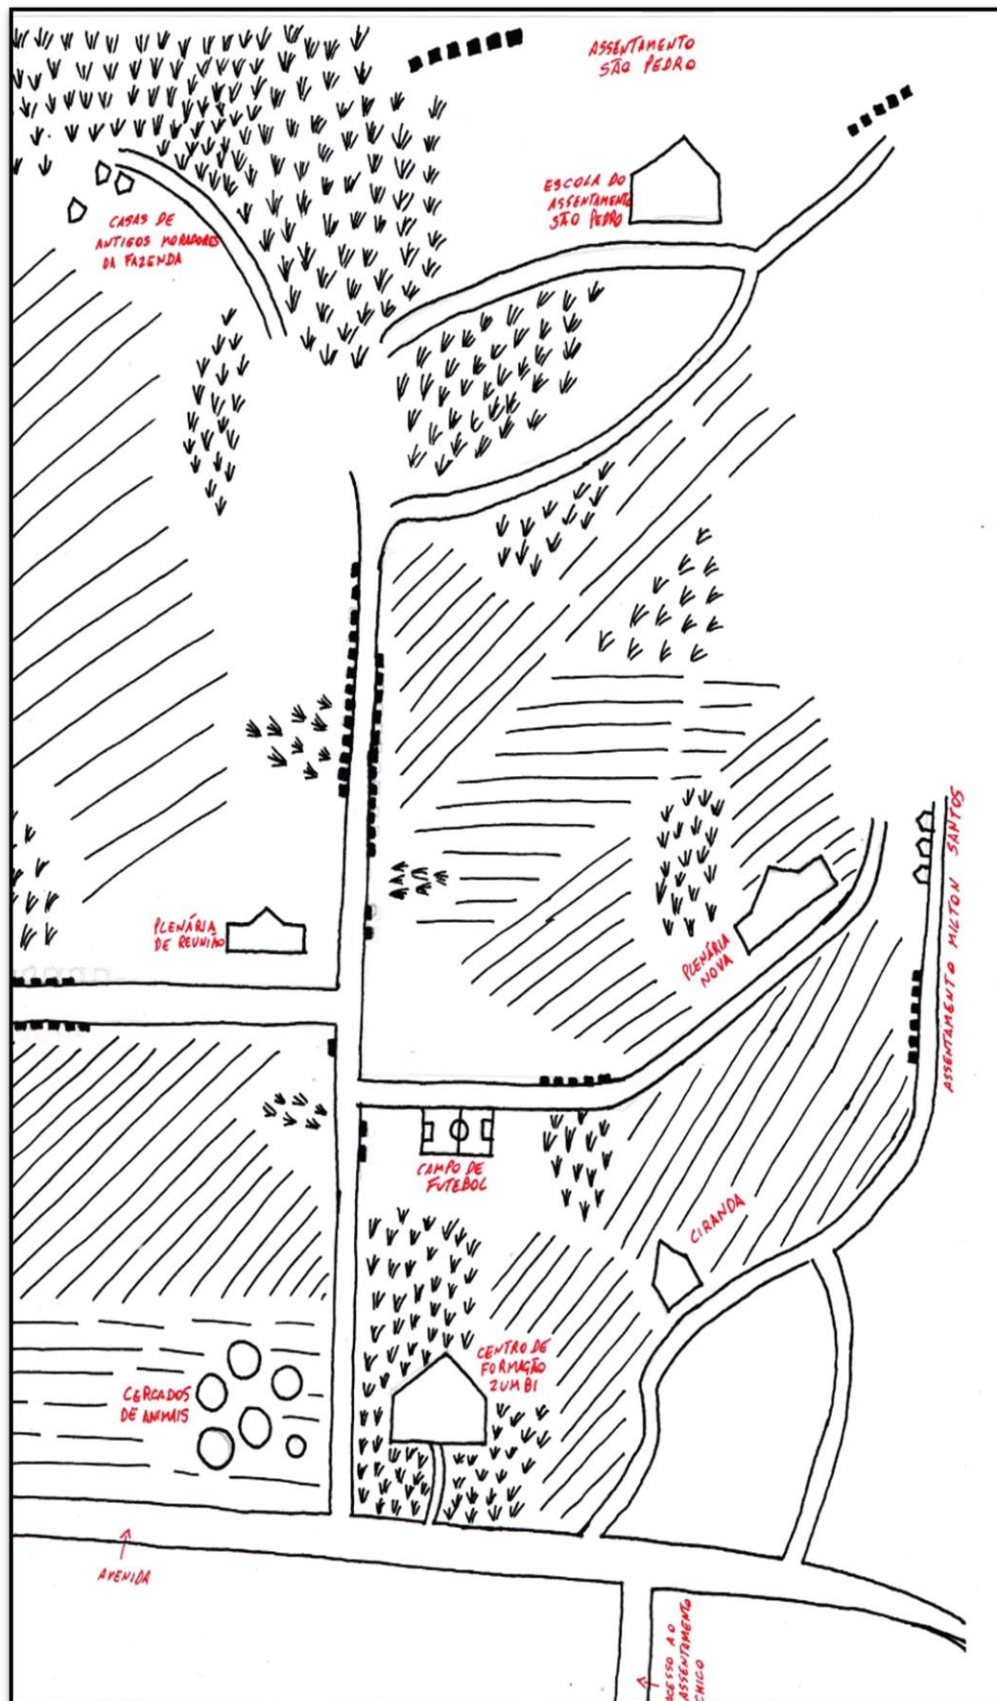 ASSENTAMENTO
SÃO PEDRO
ESCOLA DO
ASSENTAMENTO
SÃO PEDRO
CASAS DE
ANTIGOS MORADORES
DA FAZENDA
PLENÁRIA
DE REUNIÃO
PLENÁRIA
NOVA
ASSENTAMENTO MILTON SANTOS
CAMPO DE
FUTEBOL
CIRANDA
CENTRO DE
FORMAÇÃO
ZUMBI
CERCADOS
DE ANIMAIS
AVENIDA
ACESSO AO
ASSENTAMENTO
CHICO